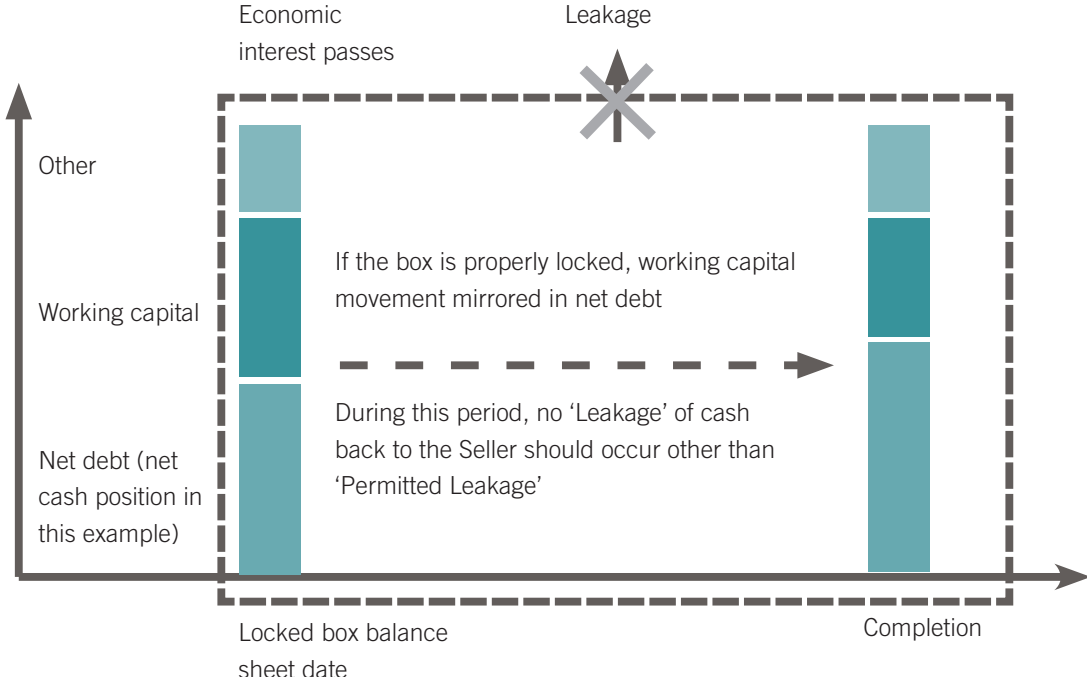 Economic
interest passes
Leakage
Other
If the box is properly locked, working capital
movement mirrored in net debt
Working capital
During this period, no ‘Leakage’ of cash
back to the Seller should occur other than
‘Permitted Leakage’
Net debt (net
cash position in
this example)
Locked box balance
sheet date
Completion